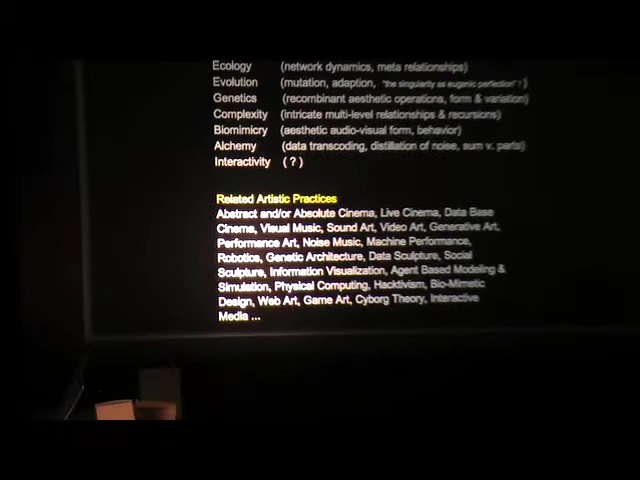 Ecology (network dynamics, meta relationships)
Evolution (mutation, adaption, "the singularity as eugenic perfection" !)
Genetics (recombinant aesthetic operations, form & variation)
Complexity (intricate multi-level relationships & recursions)
Biomimicry (aesthetic audio-visual form, behavior)
Alchemy (data transcoding, distillation of noise, sum v. parts)
Interactivity (?)
Related Artistic Practices
Abstract and/or Absolute Cinema, Live Cinema, Data Base
Cinema, Visual Music, Sound Art, Video Art, Generative Art,
Performance Art, Noise Music, Machine Performance,
Robotics, Genetic Architecture, Data Sculpture, Social
Sculpture, Information Visualization, Agent Based Modeling &
Simulation, Physical Computing, Hacktivism, Bio-Mimetic
Design, Web Art, Game Art, Cyborg Theory, Interactive
Media ...